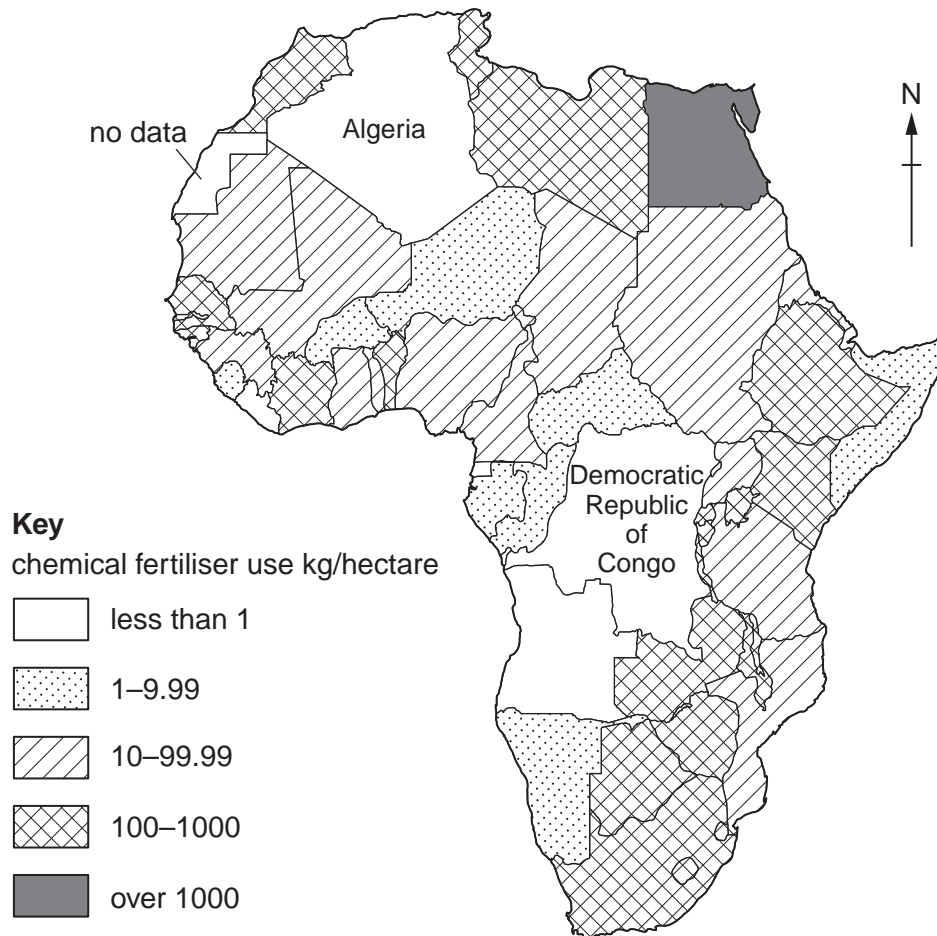 no data
Algeria
N
Democratic
Republic
of
Congo
Key
chemical fertiliser use kg/hectare
less than 1
1–9.99
10–99.99
100–1000
over 1000